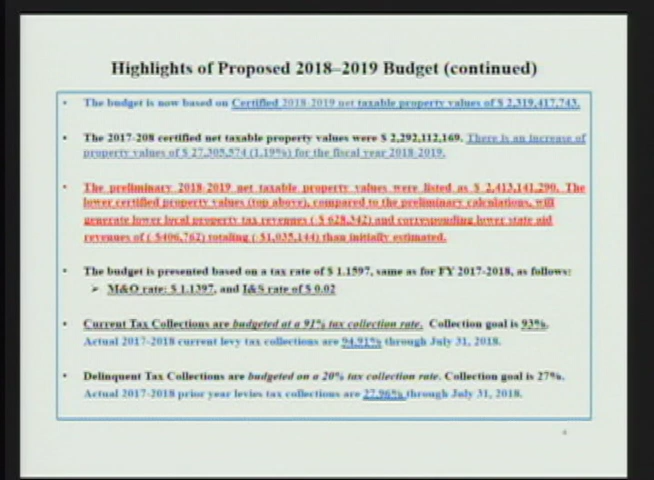 Highlights of Proposed 2018–2019 Budget (continued)
• The budget is now based on Certified 2018-2019 net taxable property values of $ 2,319,417,743.
• The 2017-208 certified net taxable property values were $ 2,292,112,169. There is an increase of
property values of $ 27,305,574 (1.19%) for the fiscal year 2018-2019.
• The preliminary 2018-2019 net taxable property values were listed as $ 2,413,141,290. The
lower certified property values (top above), compared to the preliminary calculations, will
generate lower local property tax revenues (-$ 628,342) and corresponding lower state aid
revenues of (-$406,762) totaling (-$1,035,144) than initially estimated.
• The budget is presented based on a tax rate of $ 1.1597, same as for FY 2017-2018, as follows:
➢ M&O rate: $ 1.1397, and I&S rate of $ 0.02
• Current Tax Collections are budgeted at a 91% tax collection rate. Collection goal is 93%.
Actual 2017-2018 current levy tax collections are 94.91% through July 31, 2018.
• Delinquent Tax Collections are budgeted on a 20% tax collection rate. Collection goal is 27%.
Actual 2017-2018 prior year levies tax collections are 27.96% through July 31, 2018.